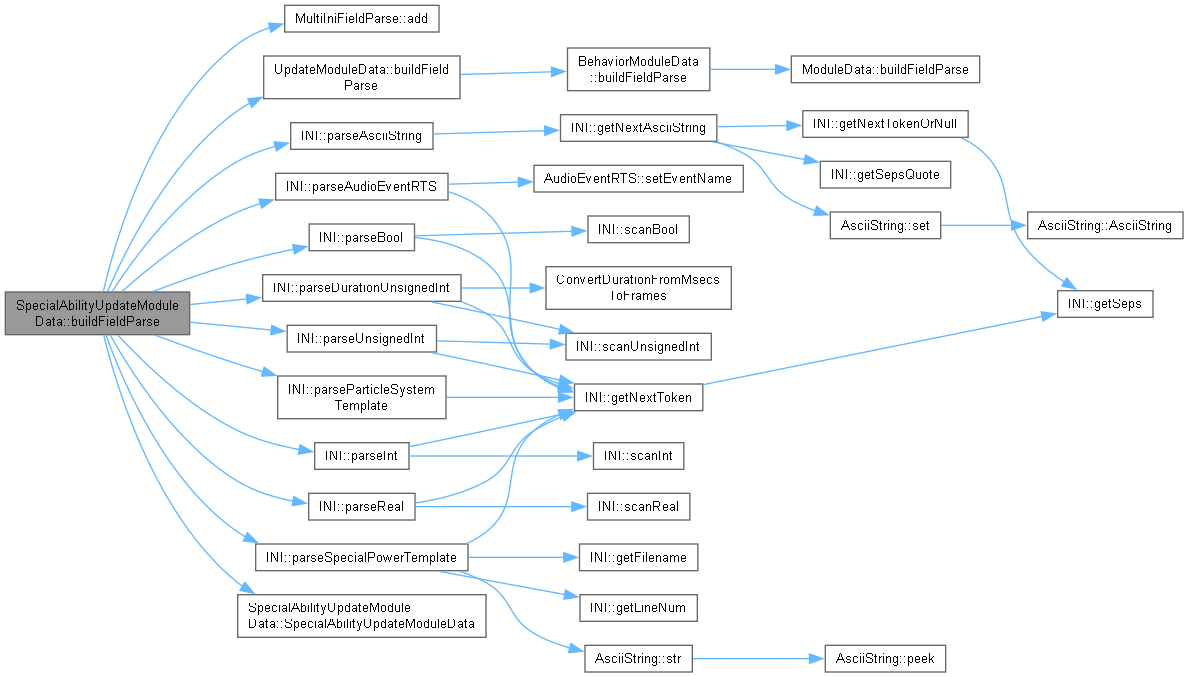 SpecialAbilityUpdateModule
Data::buildFieldParse
MultiIniFieldParse::add
UpdateModuleData::buildField
Parse
BehaviorModuleData
::buildFieldParse
ModuleData::buildFieldParse
INI::parseAsciiString
INI::getNextAsciiString
INI::getNextTokenOrNull
INI::getSepsQuote
INI::parseAudioEventRTS
AudioEventRTS::setEventName
AsciiString::set
AsciiString::AsciiString
INI::parseBool
INI::scanBool
INI::parseDurationUnsignedInt
ConvertDurationFromMsecs
ToFrames
INI::getSeps
INI::parseUnsignedInt
INI::scanUnsignedInt
INI::parseParticleSystem
Template
INI::getNextToken
INI::parseInt
INI::scanInt
INI::parseReal
INI::scanReal
INI::parseSpecialPowerTemplate
INI::getFilename
INI::getLineNum
SpecialAbilityUpdateModule
Data::SpecialAbilityUpdateModuleData
AsciiString::str
AsciiString::peek